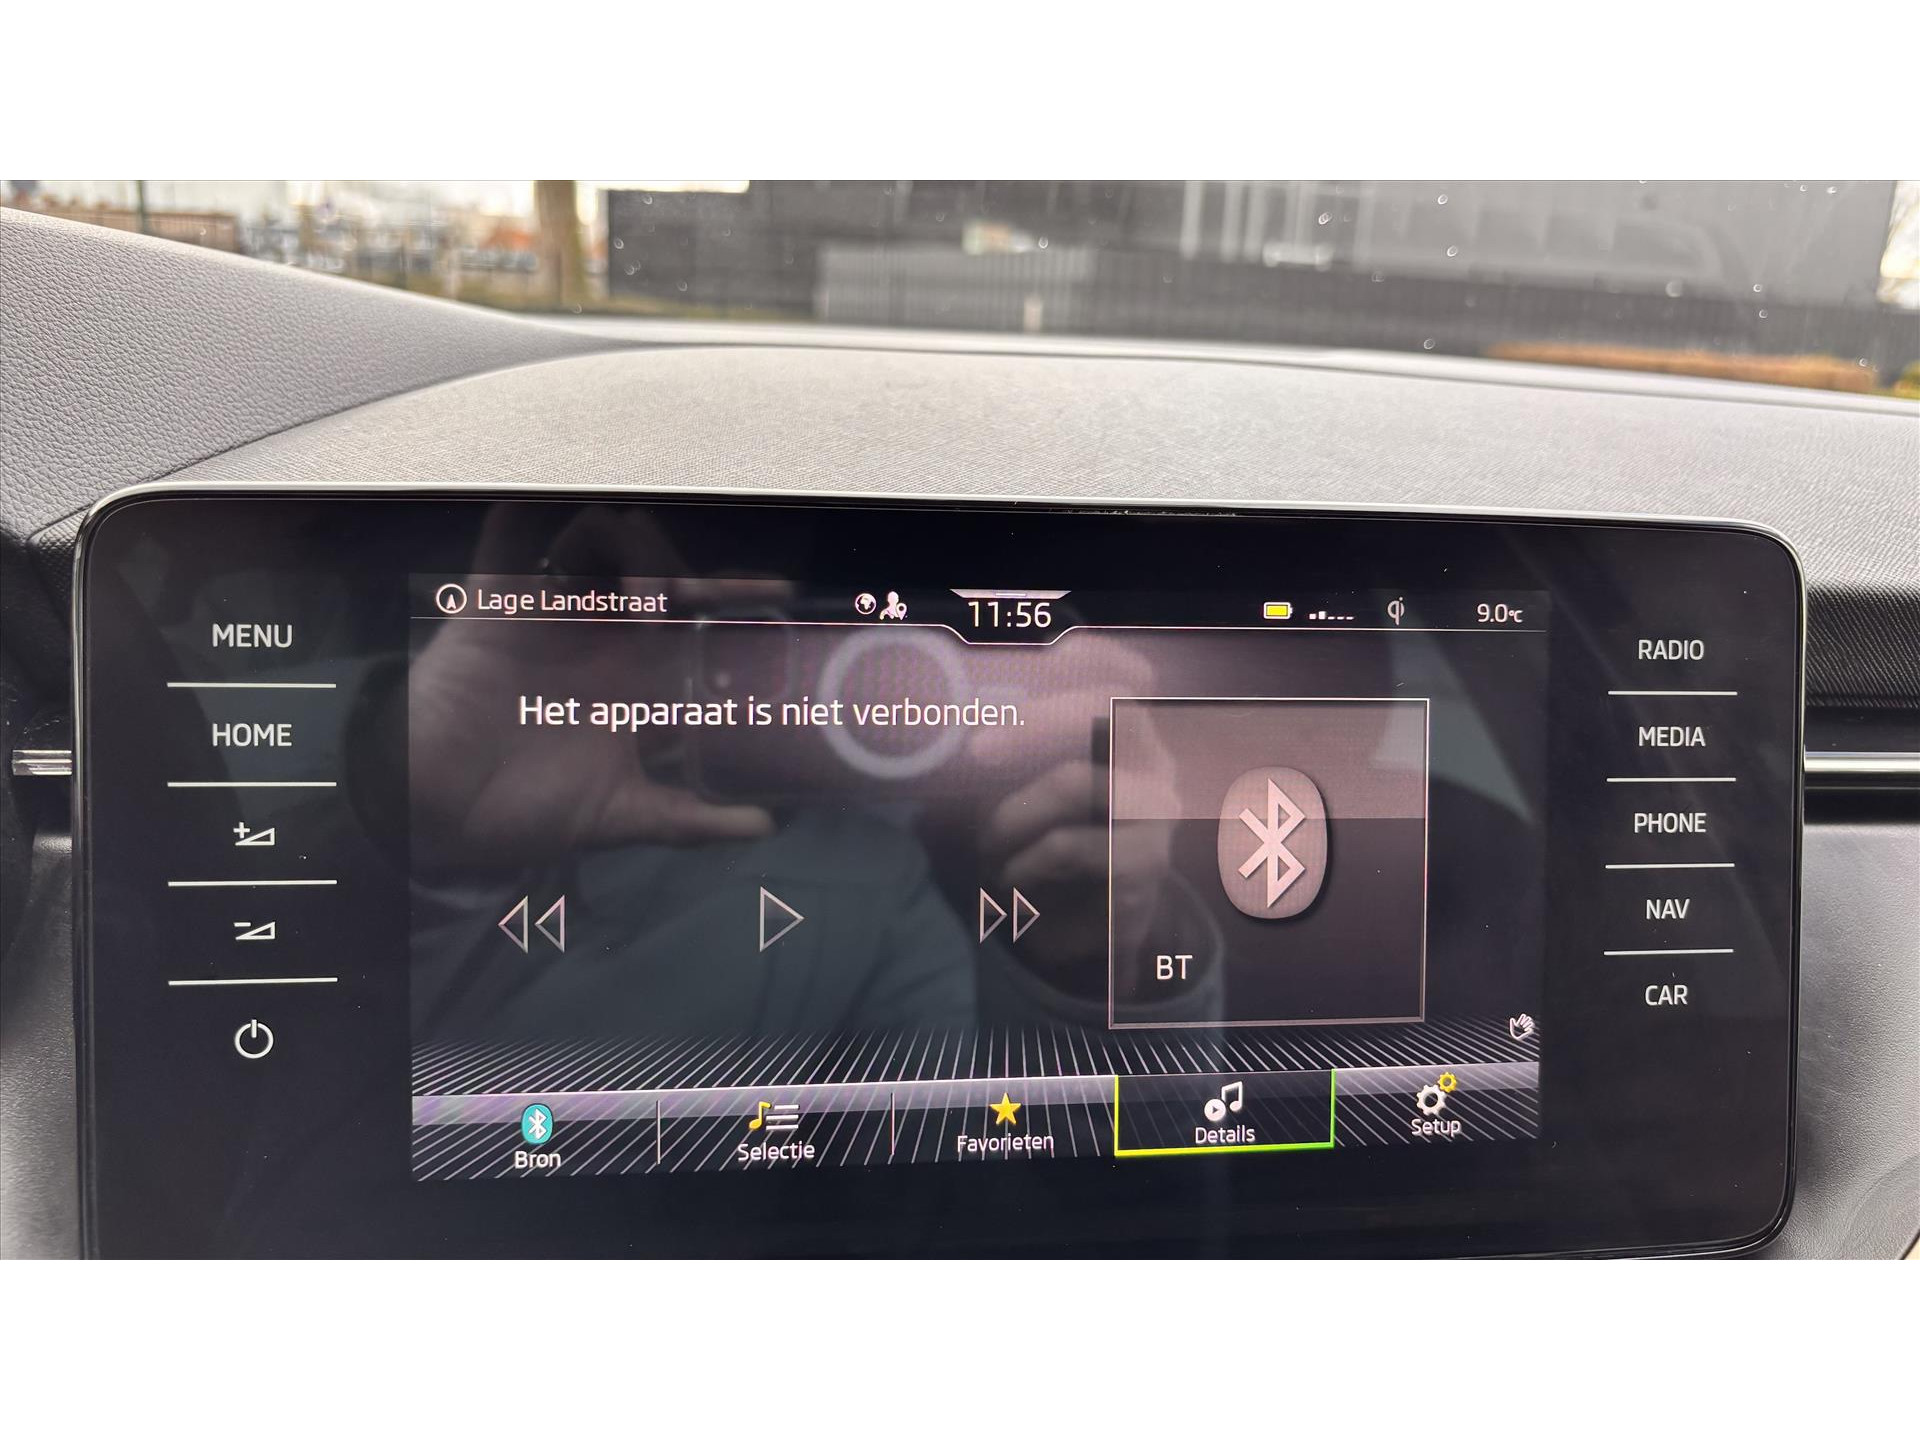 Lage Landstraat
11:56
9.0°C
MENU
HOME
Het apparaat is niet verbonden.
BT
RADIO
MEDIA
PHONE
NAV
CAR
Bron
Selectie
Favorieten
Details
Setup